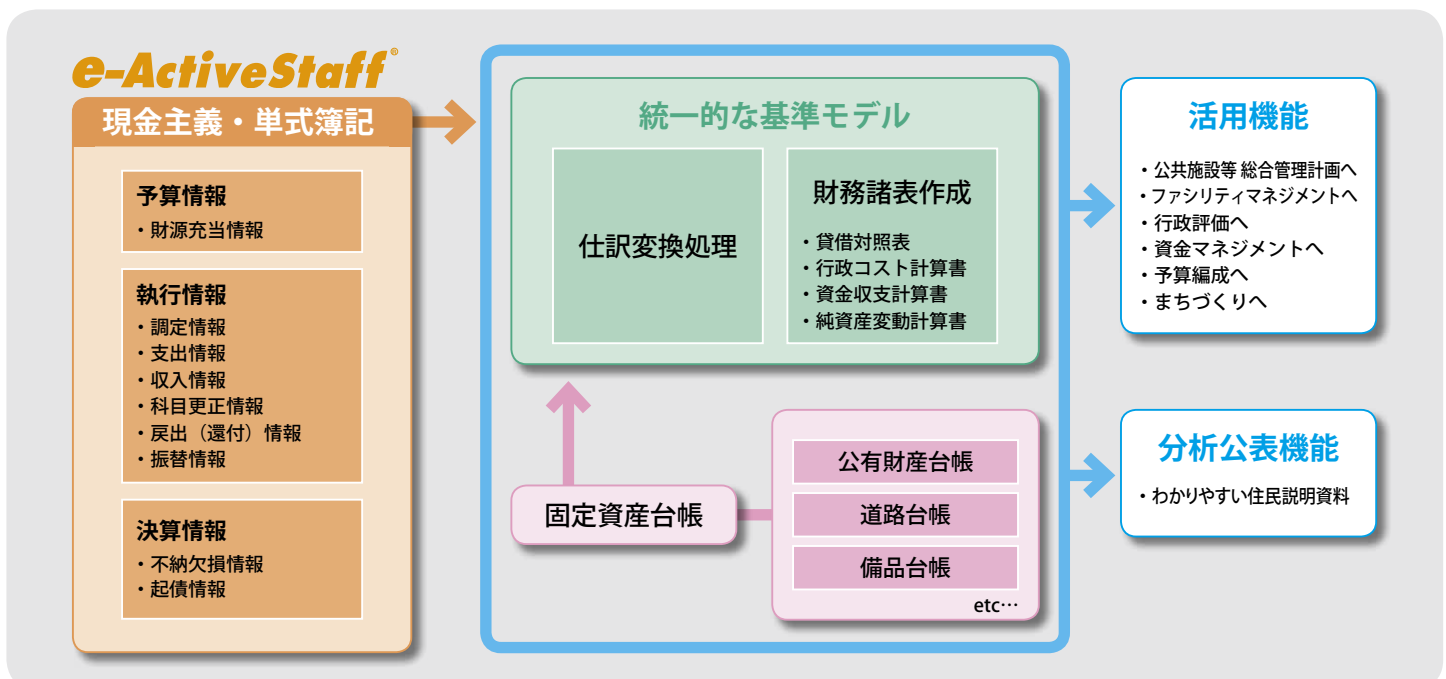 e-ActiveStaff®
現金主義・単式簿記
予算情報
・財源充当情報
執行情報
・調定情報
・支出情報
・収入情報
・科目更正情報
・戻出（還付）情報
・振替情報
決算情報
・不納欠損情報
・起債情報
統一的な基準モデル
仕訳変換処理
財務諸表作成
・貸借対照表
・行政コスト計算書
・資金収支計算書
・純資産変動計算書
固定資産台帳
公有財産台帳
道路台帳
備品台帳
etc…
活用機能
・公共施設等 総合管理計画へ
・ファシリティマネジメントへ
・行政評価へ
・資金マネジメントへ
・予算編成へ
・まちづくりへ
分析公表機能
・わかりやすい住民説明資料